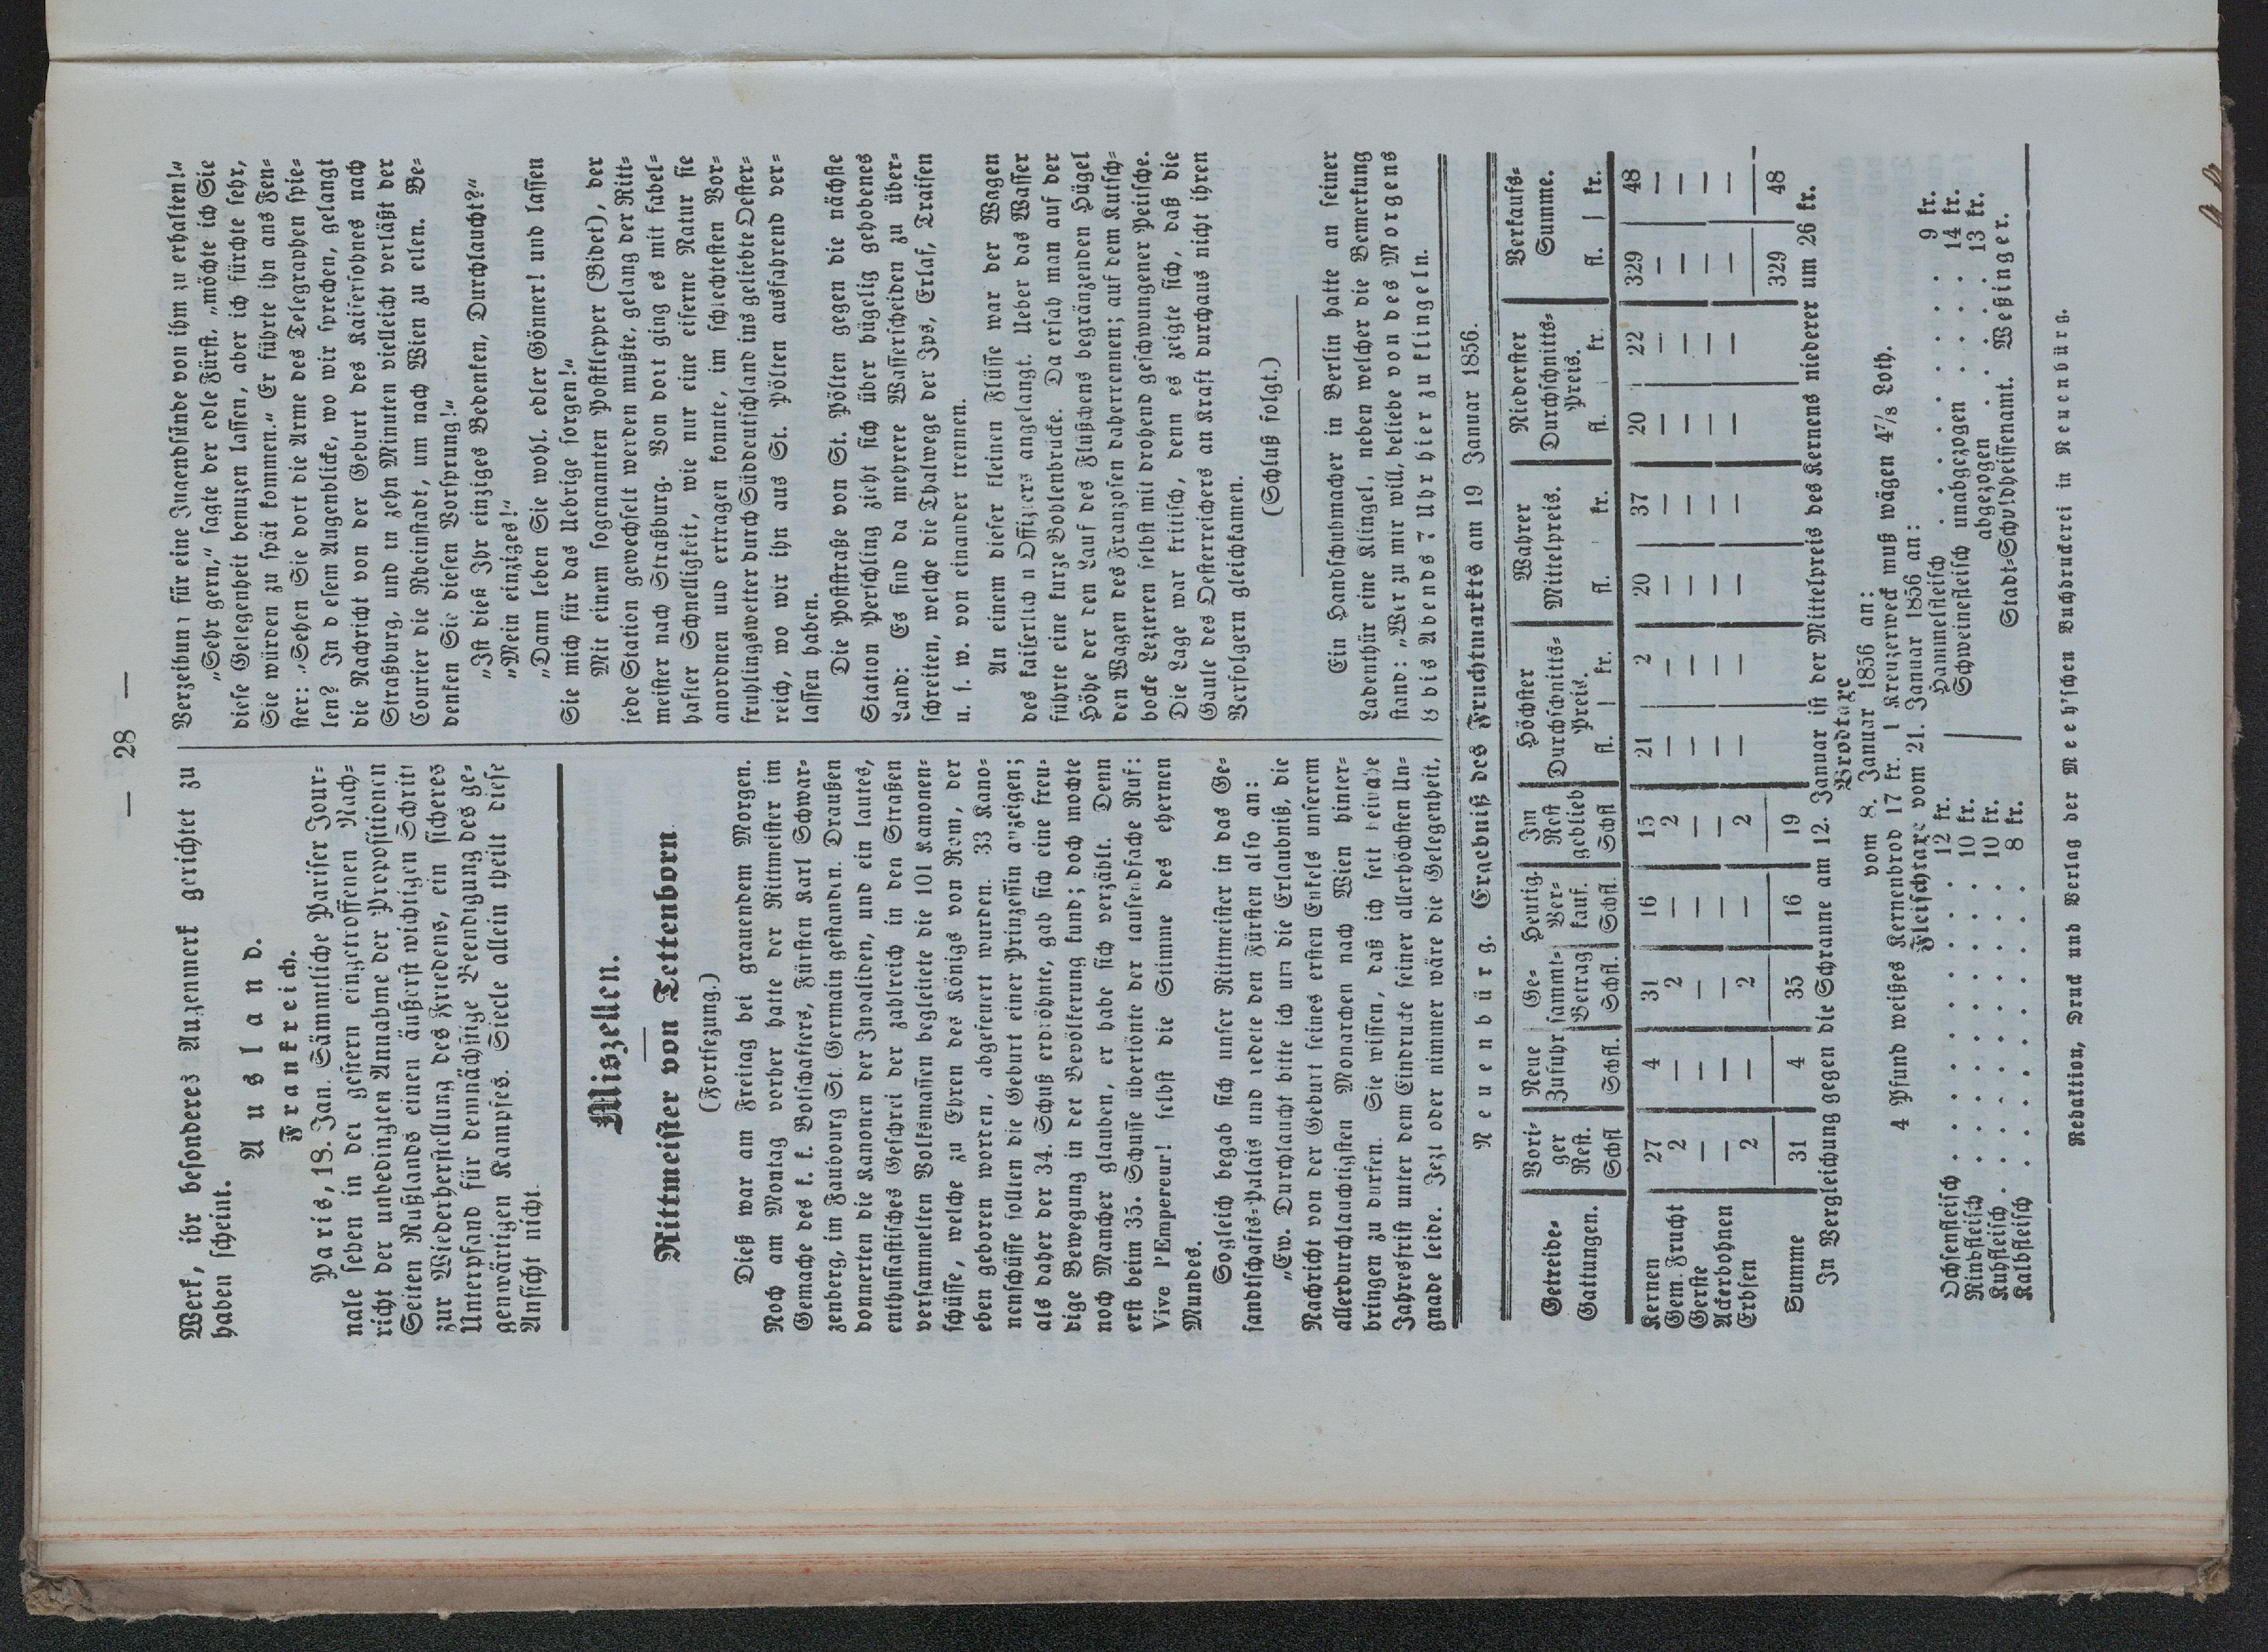 — 28 —
Werk, ihr besonderes Augenmerk gerichtet zu
haben scheint.
Ausland.
Frankreich.
Paris, 18. Jan. Sämmtliche Pariser Jour-
nale sehen in der gestern eingetroffenen Nach-
richt der unbedingten Annahme der Propositionen
Seiten Rußlands einen äußerst wichtigen Schritt
zur Wiederherstellung des Friedens, ein sicheres
Unterpfand für demnächstige Beendigung des ge-
genwärtigen Kampfes. Siecle allein theilt diese
Ansicht nicht
Miszellen.
Rittmeister von Tettenborn
(Fortsezung.)
Dieß war am Freitag bei grauendem Morgen.
Noch am Montag vorher hatte der Rittmeister im
Gemache des k. k. Botschafters, Fürsten Karl Schwar-
zenberg, im Faubourg St. Germain gestanden. Draußen
donnerten die Kanonen der Invaliden, und ein lautes,
enthusiastisches Geschrei der zahlreich in den Straßen
versammelten Volksmassen begleitete die 101 Kanonen-
schüsse, welche zu Ehren des Königs von Rom, der
eben geboren worden, abgefeuert wurden. 33 Kano-
nenschüsse sollten die Geburt einer Prinzessin anzeigen;
als daher der 34. Schuß erdröhnte, gab sich eine freu-
dige Bewegung in der Bevölkerung kund; doch mochte
noch Mancher glauben, er habe sich verzählt. Denn
erst beim 35. Schusse übertönte der tausendfache Ruf:
Vive l'Empereur! selbst die Stimme des ehernen
Mundes.
Sogleich begab sich unser Rittmeister in das Ge-
sandtschafts-Palais und redete den Fürsten also an:
„Ew. Durchlaucht bitte ich um die Erlaubniß, die
Nachricht von der Geburt seines ersten Enkels unserem
allerdurchlauchtigsten Monarchen nach Wien hinter-
bringen zu dürfen. Sie wissen, daß ich seit beinahe
Jahresfrist unter dem Eindrucke seiner allerhöchsten Un-
gnade leide. Jezt oder nimmer wäre die Gelegenheit,
Verzeihung für eine Jugendsünde von ihm zu erhalten!"
„Sehr gern," sagte der edle Fürst, „möchte ich Sie
diese Gelegenheit benuzen lassen, aber ich fürchte sehr,
Sie würden zu spät kommen." Er führte ihn ans Fen-
ster: „Sehen Sie dort die Arme des Telegraphen spie-
len? In diesem Augenblicke, wo wir sprechen, gelangt
die Nachricht von der Geburt des Kaisersohnes nach
Straßburg, und in zehn Minuten vielleicht verläßt der
Courier die Rheinstadt, um nach Wien zu eilen. Be-
denken Sie diesen Vorsprung!"
„Ist dieß Ihr einziges Bedenken, Durchlaucht?"
„Mein einziges!"
„Dann leben Sie wohl, edler Gönner! und lassen
Sie mich für das Uebrige sorgen!"
Mit einem sogenannten Postklepper (Bidet), der
jede Station gewechselt werden mußte, gelang der Ritt-
meister nach Straßburg. Von dort ging es mit fabel-
hafter Schnelligkeit, wie nur eine eiserne Natur sie
anordnen und ertragen konnte, im schlechtesten Vor-
frühlingswetter durch Süddeutschland ins geliebte Oester-
reich, wo wir ihn aus St. Pölten ausfahrend ver-
lassen haben.
Die Poststraße von St. Pölten gegen die nächste
Station Perschling zieht sich über hügelig gehobenes
Land: Es sind da mehrere Wasserscheiden zu über-
schreiten, welche die Thalwege der Ips, Erlaf, Traisen
u. s. w. von einander trennen.
An einem dieser kleinen Flüsse war der Wagen
des kaiserlichen Offiziers angelangt. Ueber das Wasser
führte eine kurze Bohlenbrücke. Da ersah man auf der
Höhe der den Lauf des Flüßchens begränzenden Hügel
den Wagen des Franzosen daherrennen; auf dem Kutsch-
bocke Lezteren selbst mit drohend geschwungener Peitsche.
Die Lage war kritisch, denn es zeigte sich, daß die
Gaule des Oesterreichers an Kraft durchaus nicht ihren
Verfolgern gleichkamen.
(Schluß folgt.)
Ein Handschuhmacher in Berlin hatte an seiner
Ladenthür eine Klingel, neben welcher die Bemerkung
stand: „Wer zu mir will, beliebe von des Morgens
8 bis Abends 7 Uhr hier zu klingeln.
Neuenbürg. Ergebniß des Fruchtmarkts am 19 Januar 1856.
Getreide-Gattungen. | Vori-ger Rest. Schfl | Neue Zufuhr Schfl. | Ge-sammt-Betrag Schfl. | Heutig. Ver-kauf. Schfl. | Im Rest geblieb Schfl | Höchster Durchschnitts-Preis. fl. | kr. | Wahrer Mittelpreis. fl. kr. | Niederster Durchschnitts-Preis. fl. kr. | Verkaufs-Summe. fl. | kr.
Kernen 27 4 31 16 15 21 2 20 37 20 22 329 48
Gem. Frucht 2 — 2 — 2 — — — — — — — —
Gerste — — — — — — — — — — — — —
Ackerbohnen — — — — — — — — — — — — —
Erbsen 2 — 2 — 2 — — — — — — — —
Summe 31 4 35 16 19 329 48
In Vergleichung gegen die Schranne am 12. Januar ist der Mittelpreis des Kernens niederer um 26 kr.
Brodtaxe
vom 8. Januar 1856 an:
4 Pfund weißes Kernenbrod 17 kr. 1 Kreuzerweck muß wägen 4⅞ Loth.
Fleischtaxe vom 21. Januar 1856 an:
Ochsenfleisch . . . . . . . 12 kr.
Rindfleisch . . . . . . . 10 kr.
Kuhfleisch . . . . . . . 10 kr.
Kalbfleisch . . . . . . . 8 kr.
Hammelfleisch . . . . . . . 9 kr.
Schweinefleisch unabgezogen . . . . . 14 kr.
abgezogen . . . . . 13 kr.
Stadt-Schuldheissenamt. Weßinger.
Redaktion, Druck und Verlag der Meeh'schen Buchdruckerei in Neuenbürg.